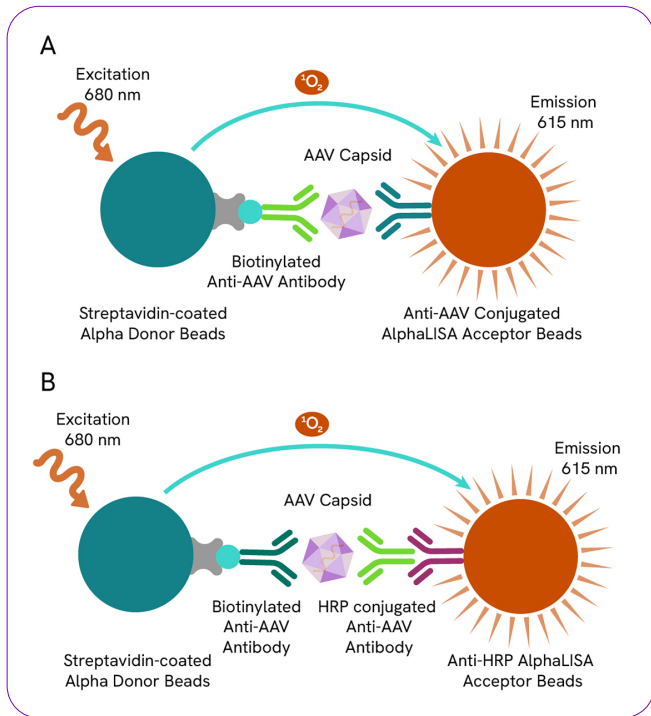 A
Excitation
680 nm
¹O₂
Emission
615 nm
AAV Capsid
Biotinylated
Anti-AAV Antibody
Streptavidin-coated
Alpha Donor Beads
Anti-AAV Conjugated
AlphaLISA Acceptor Beads
B
Excitation
680 nm
¹O₂
Emission
615 nm
AAV Capsid
Biotinylated
Anti-AAV
Antibody
HRP conjugated
Anti-AAV
Antibody
Streptavidin-coated
Alpha Donor Beads
Anti-HRP AlphaLISA
Acceptor Beads